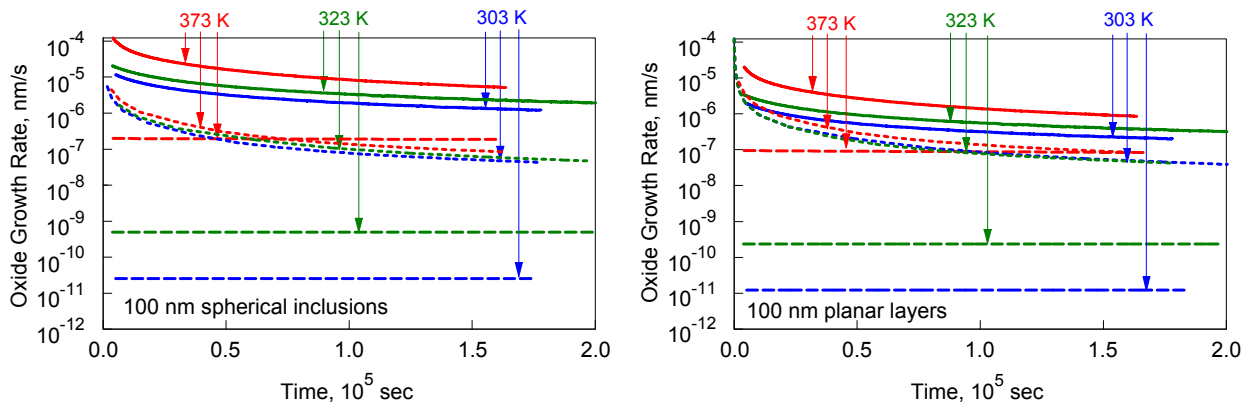 373 K 323 K 303 K
Oxide Growth Rate, nm/s
10^-4
10^-5
10^-6
10^-7
10^-8
10^-9
10^-10
10^-11
10^-12
100 nm spherical inclusions
0.0 0.5 1.0 1.5 2.0
Time, 10^5 sec
373 K 323 K 303 K
Oxide Growth Rate, nm/s
10^-4
10^-5
10^-6
10^-7
10^-8
10^-9
10^-10
10^-11
10^-12
100 nm planar layers
0.0 0.5 1.0 1.5 2.0
Time, 10^5 sec